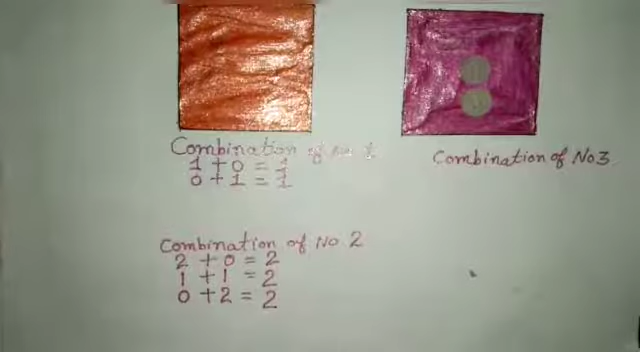 Combination of No 1
1 + 0 = 1
0 + 1 = 1
Combination of No 3
Combination of No 2
2 + 0 = 2
1 + 1 = 2
0 + 2 = 2